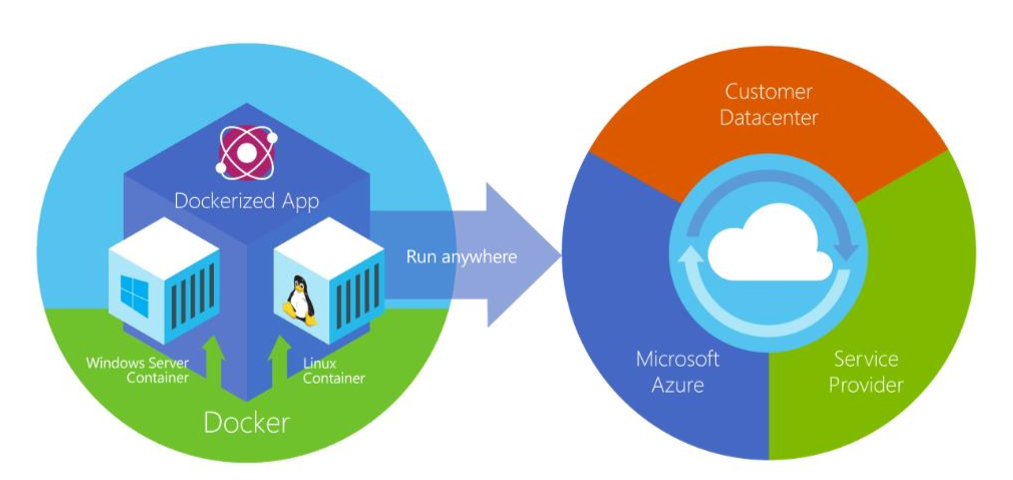 Dockerized App
Windows Server
Container
Linux
Container
Docker
Run anywhere
Customer
Datacenter
Microsoft
Azure
Service
Provider